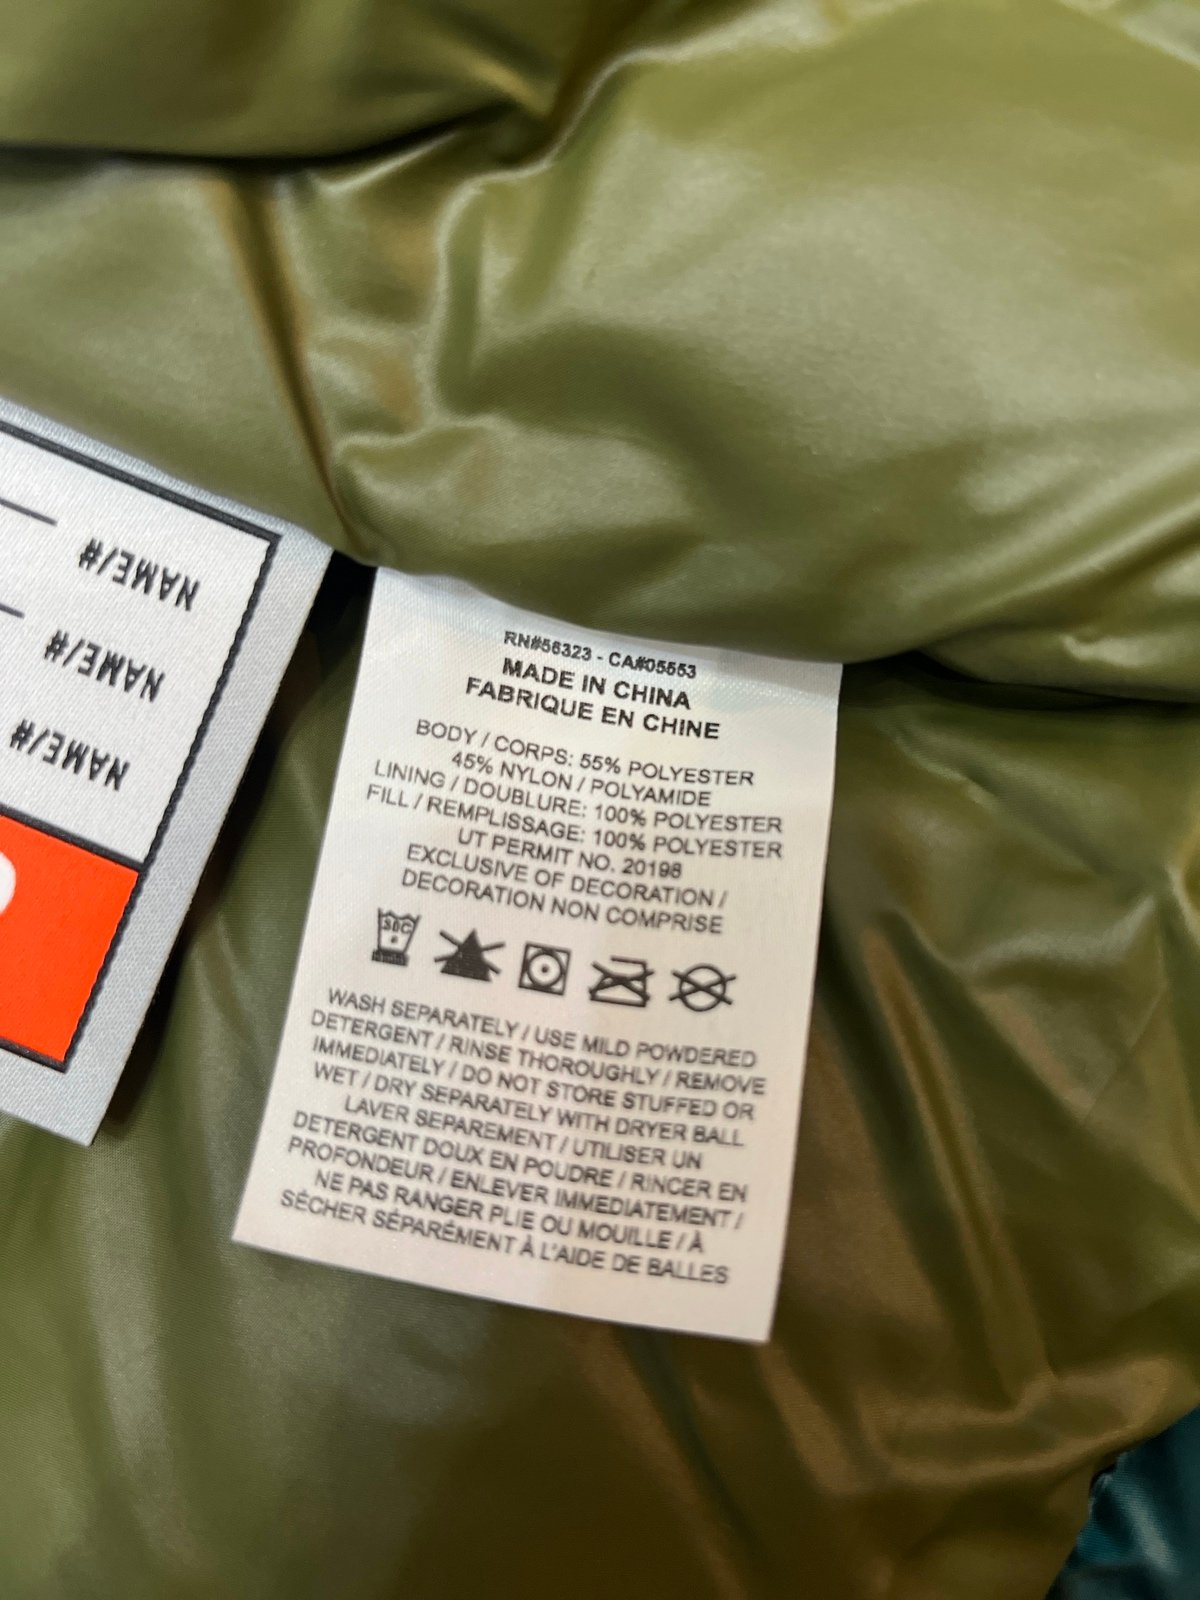 NAME/#
NAME/#
NAME/#
RN#56323 - CA#05553
MADE IN CHINA
FABRIQUE EN CHINE
BODY / CORPS: 55% POLYESTER
45% NYLON / POLYAMIDE
LINING / DOUBLURE: 100% POLYESTER
FILL / REMPLISSAGE: 100% POLYESTER
UT PERMIT NO. 20198
EXCLUSIVE OF DECORATION /
DECORATION NON COMPRISE
WASH SEPARATELY / USE MILD POWDERED
DETERGENT / RINSE THOROUGHLY / REMOVE
IMMEDIATELY / DO NOT STORE STUFFED OR
WET / DRY SEPARATELY WITH DRYER BALL
LAVER SEPAREMENT / UTILISER UN
DETERGENT DOUX EN POUDRE / RINCER EN
PROFONDEUR / ENLEVER IMMEDIATEMENT /
NE PAS RANGER PLIE OU MOUILLE / À
SÉCHER SÉPARÉMENT À L'AIDE DE BALLES